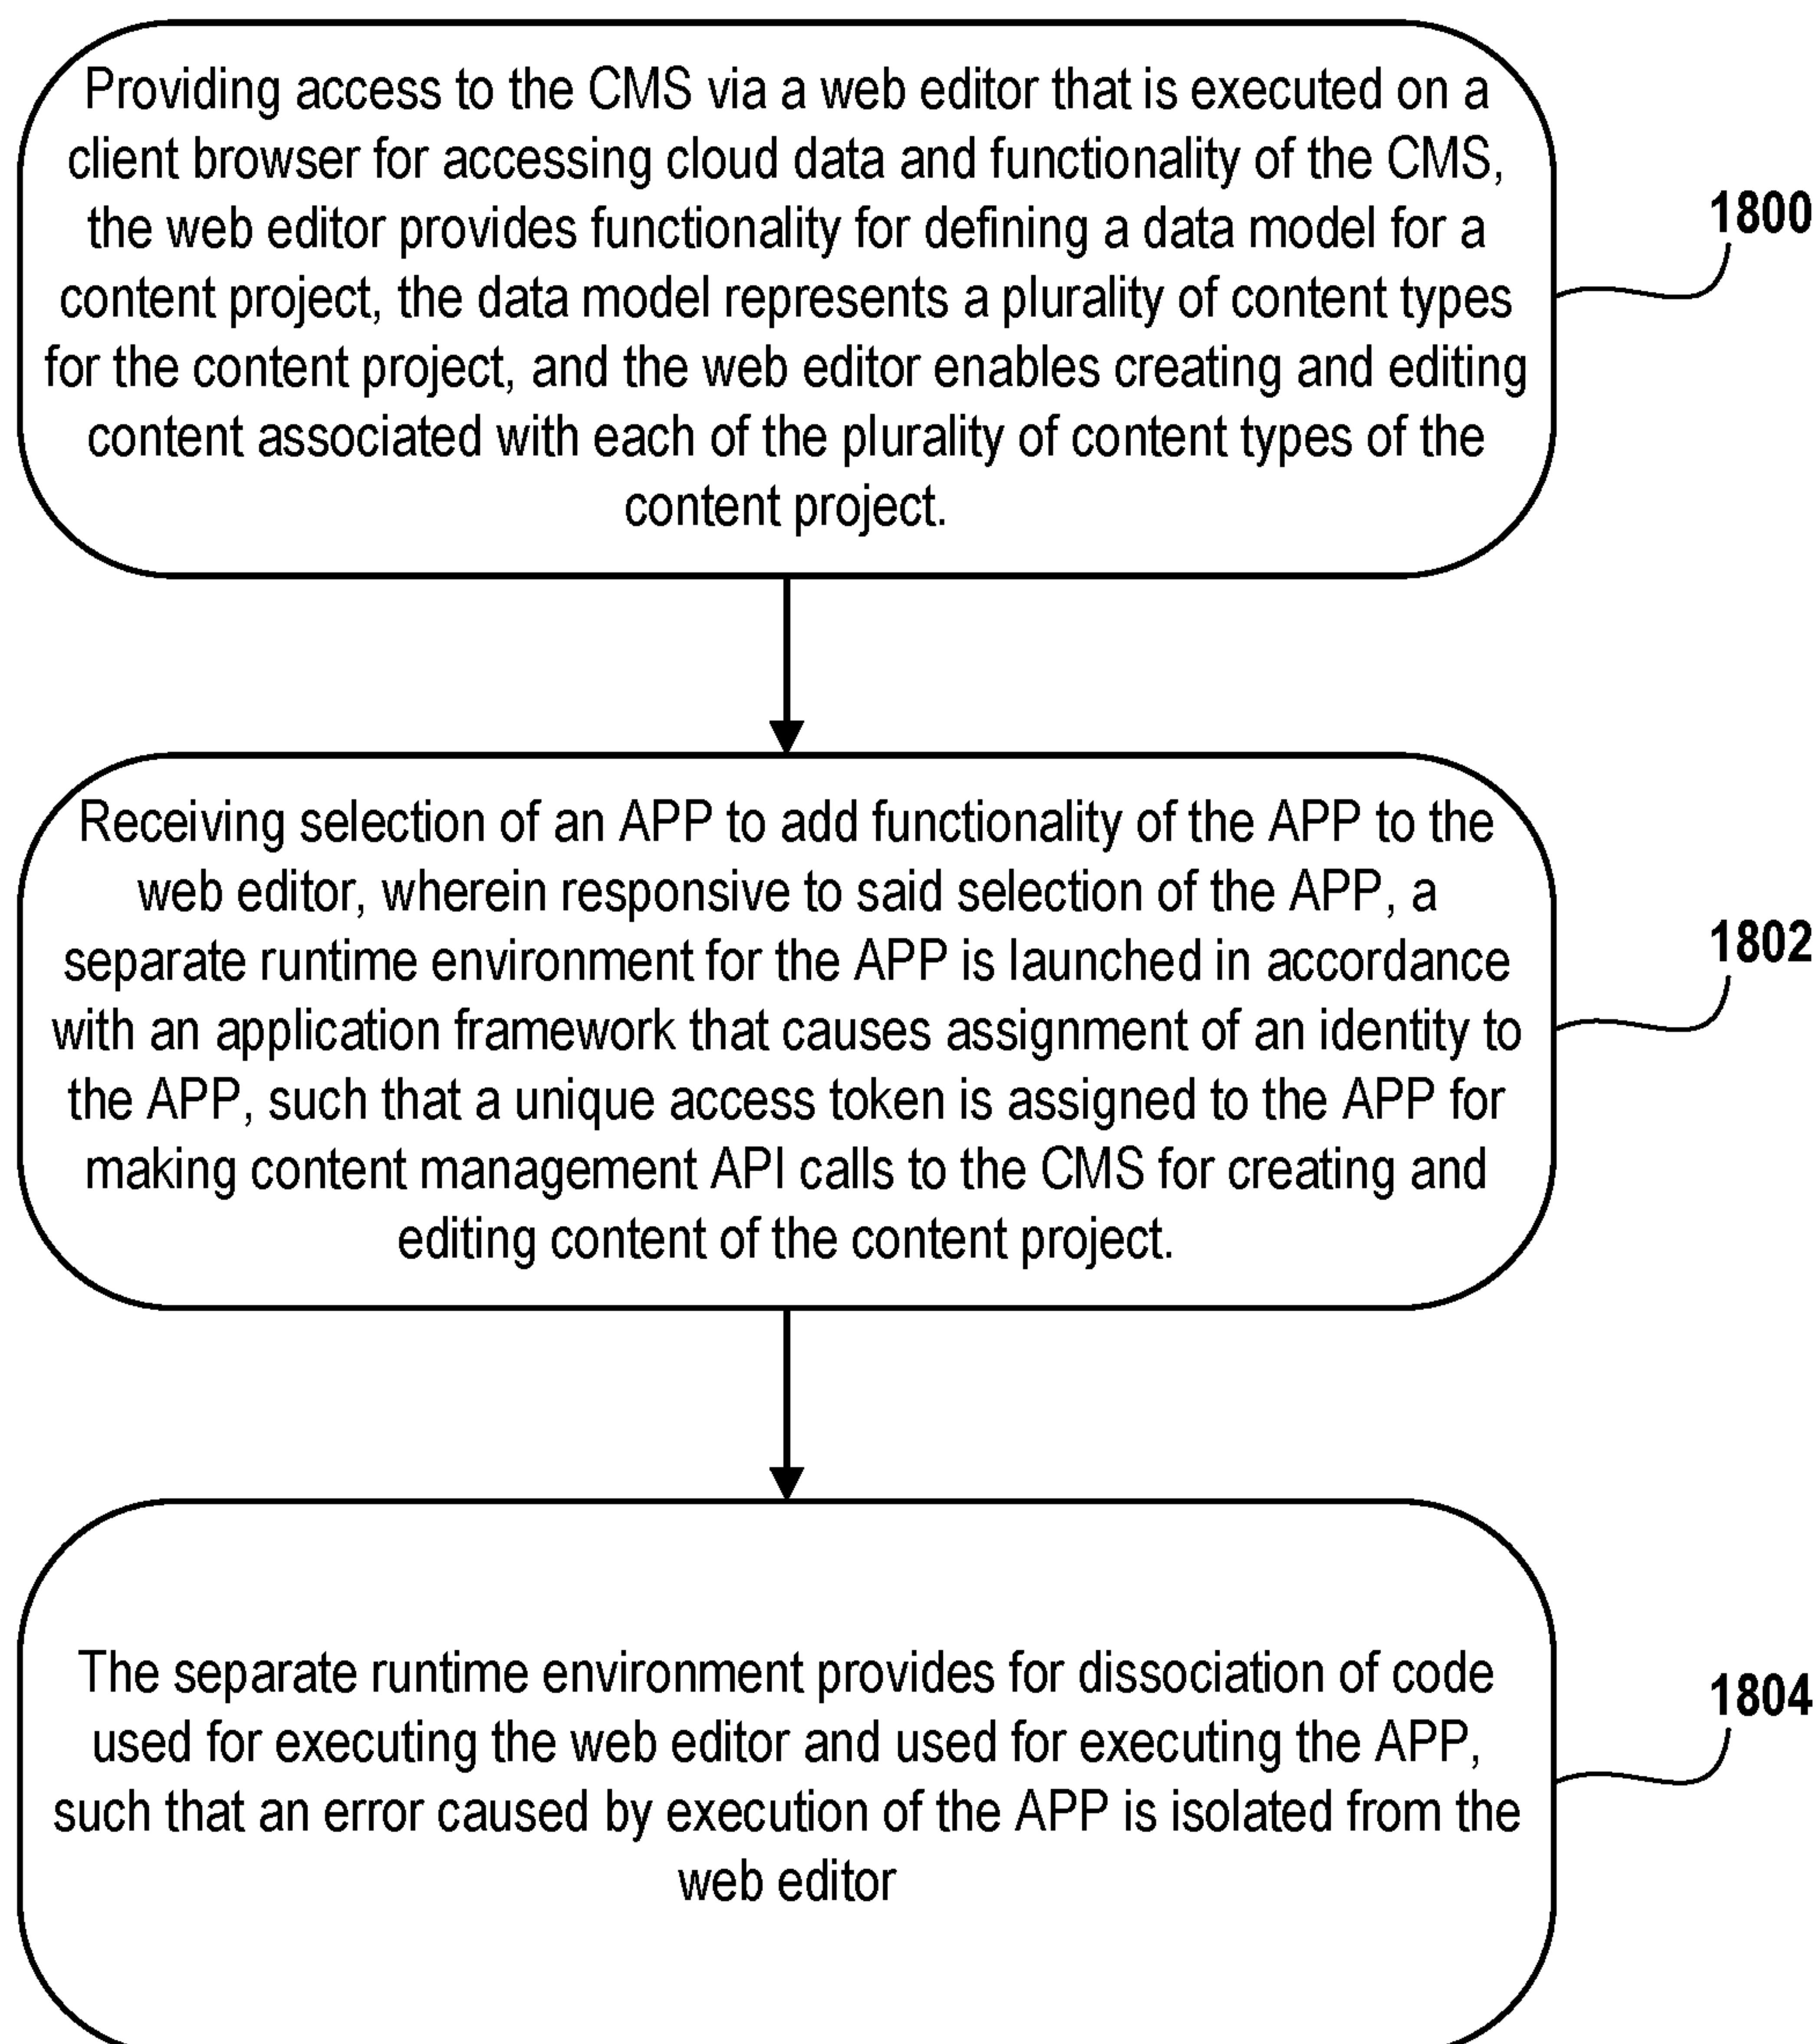 Providing access to the CMS via a web editor that is executed on a
client browser for accessing cloud data and functionality of the CMS,
the web editor provides functionality for defining a data model for a
content project, the data model represents a plurality of content types
for the content project, and the web editor enables creating and editing
content associated with each of the plurality of content types of the
content project.
1800
Receiving selection of an APP to add functionality of the APP to the
web editor, wherein responsive to said selection of the APP, a
separate runtime environment for the APP is launched in accordance
with an application framework that causes assignment of an identity to
the APP, such that a unique access token is assigned to the APP for
making content management API calls to the CMS for creating and
editing content of the content project.
1802
The separate runtime environment provides for dissociation of code
used for executing the web editor and used for executing the APP,
such that an error caused by execution of the APP is isolated from the
web editor
1804